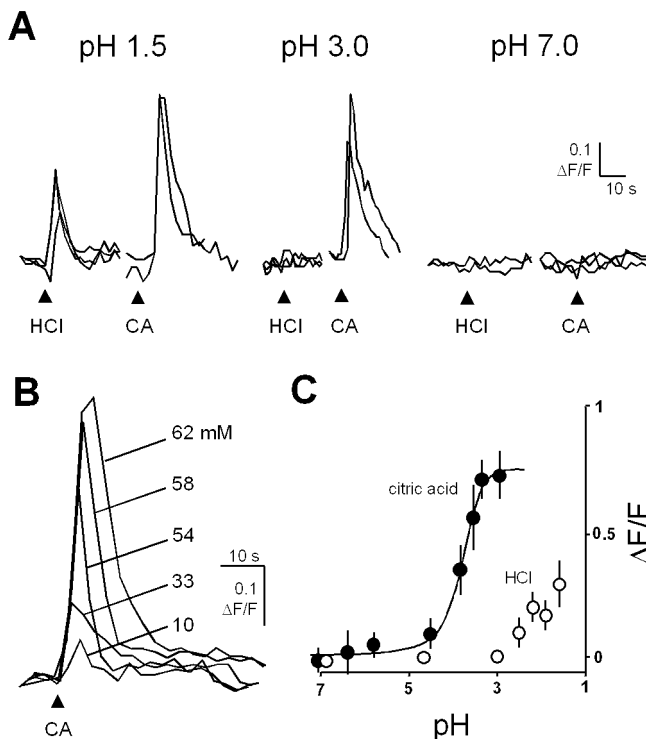 A
pH 1.5 pH 3.0 pH 7.0
0.1
ΔF/F
10 s
HCl CA HCl CA HCl CA
B
62 mM
58
54
33
10
10 s
0.1
ΔF/F
CA
C
citric acid
HCl
1
0.5
0
ΔF/F
7 5 3 1
pH